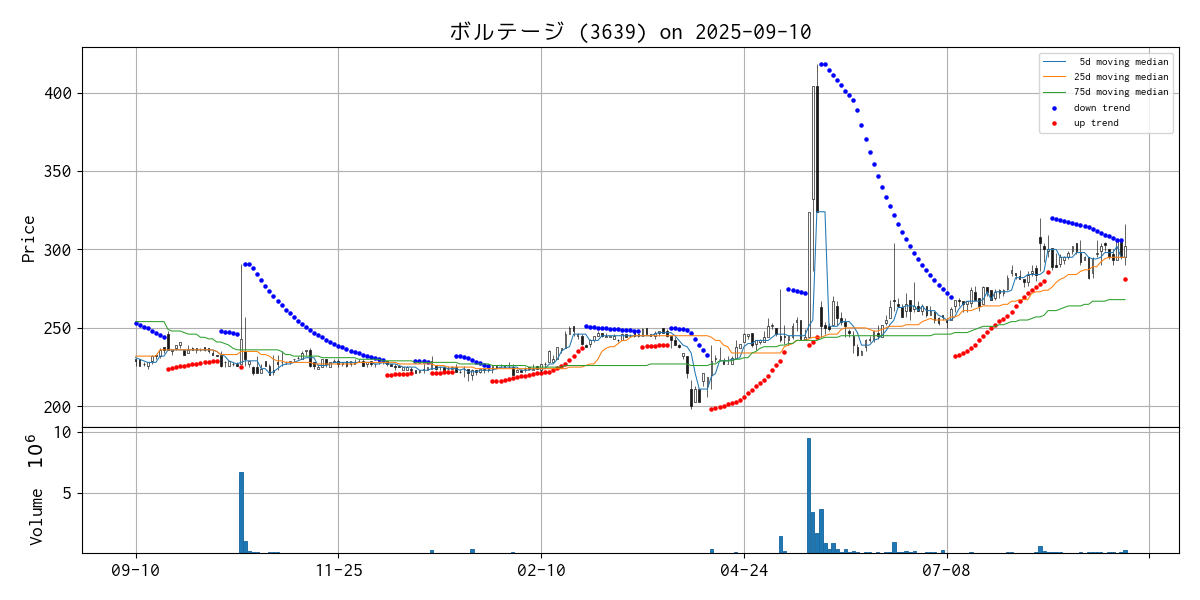 ボルテージ (3639) on 2025-09-10
5d moving median
25d moving median
75d moving median
down trend
up trend
Price
400
350
300
250
200
Volume 10^6
10
5
09-10 11-25 02-10 04-24 07-08